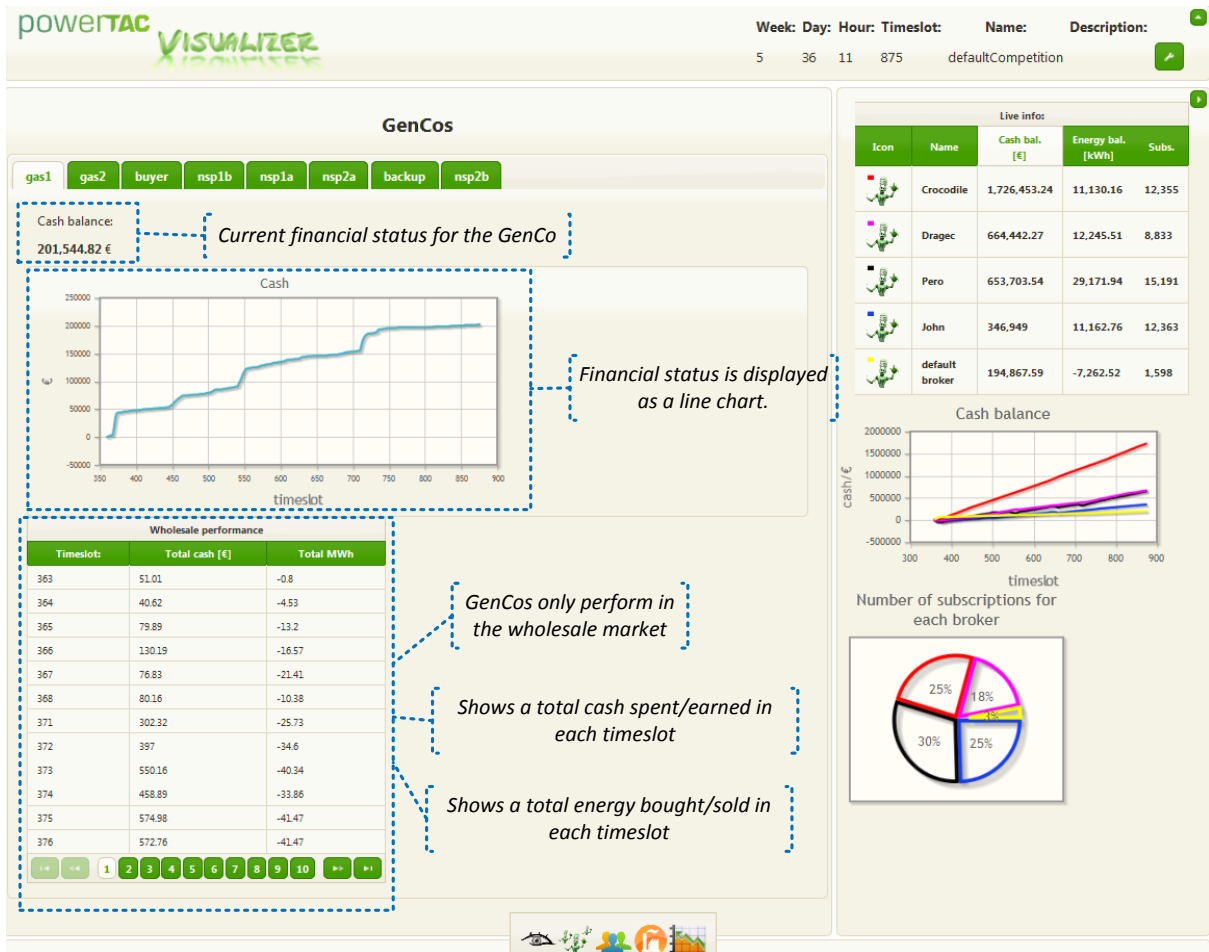 powerTAC
VISUALIZER
Week: Day: Hour: Timeslot: Name: Description:
5 36 11 875 defaultCompetition
GenCos
gas1 gas2 buyer nsp1b nsp1a nsp2a backup nsp2b
Cash balance:
201,544.82 €
Current financial status for the GenCo
Cash
250000
200000
150000
100000
50000
0
-50000
€
350 400 450 500 550 600 650 700 750 800 850 900
timeslot
Financial status is displayed
as a line chart.
Wholesale performance
Timeslot: Total cash [€] Total MWh
363 51.01 -0.8
364 40.62 -4.53
365 79.89 -13.2
366 130.19 -16.57
367 76.83 -21.41
368 80.16 -10.38
371 302.32 -25.73
372 397 -34.6
373 550.16 -40.34
374 458.89 -33.86
375 574.98 -41.47
376 572.76 -41.47
1 2 3 4 5 6 7 8 9 10
GenCos only perform in
the wholesale market
Shows a total cash spent/earned in
each timeslot
Shows a total energy bought/sold in
each timeslot
Live info:
Icon Name Cash bal. [€] Energy bal. [kWh] Subs.
Crocodile 1,726,453.24 11,130.16 12,355
Dragec 664,442.27 12,245.51 8,833
Pero 653,703.54 29,171.94 15,191
John 346,949 11,162.76 12,363
default broker 194,867.59 -7,262.52 1,598
Cash balance
2000000
1500000
1000000
500000
0
-500000
cash/€
300 400 500 600 700 800 900
timeslot
Number of subscriptions for
each broker
25%
18%
3%
30%
25%